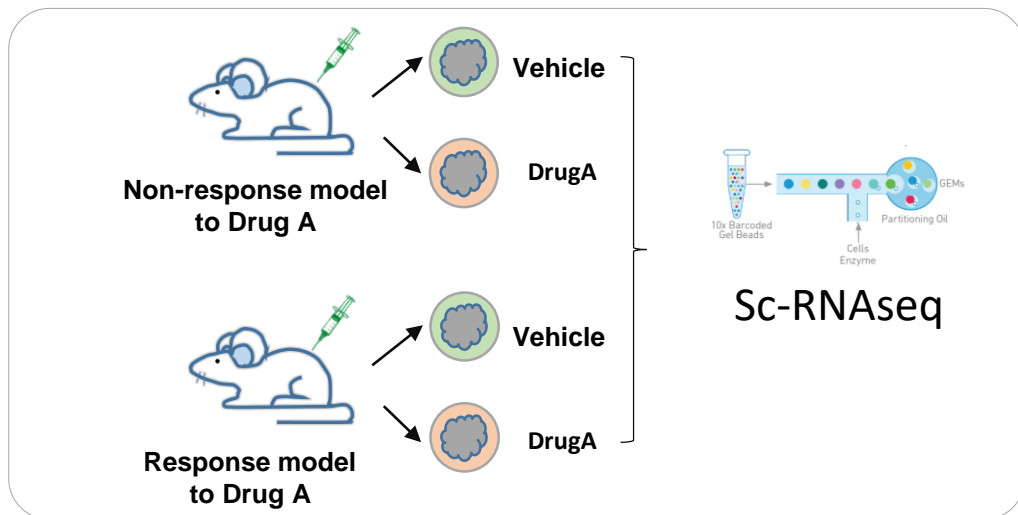 Vehicle
DrugA
Non-response model
to Drug A
Vehicle
DrugA
Response model
to Drug A
10x Barcoded
Gel Beads
GEMs
Partitioning Oil
Cells
Enzyme
Sc-RNAseq